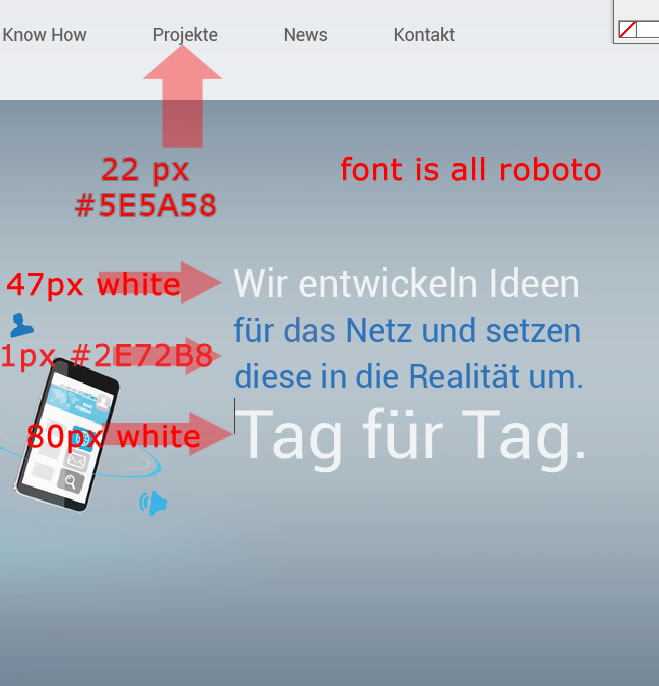 Know How Projekte News Kontakt
22 px
#5E5A58
font is all roboto
47px white
Wir entwickeln Ideen
für das Netz und setzen
1px #2E72B8
diese in die Realität um.
80px white
Tag für Tag.